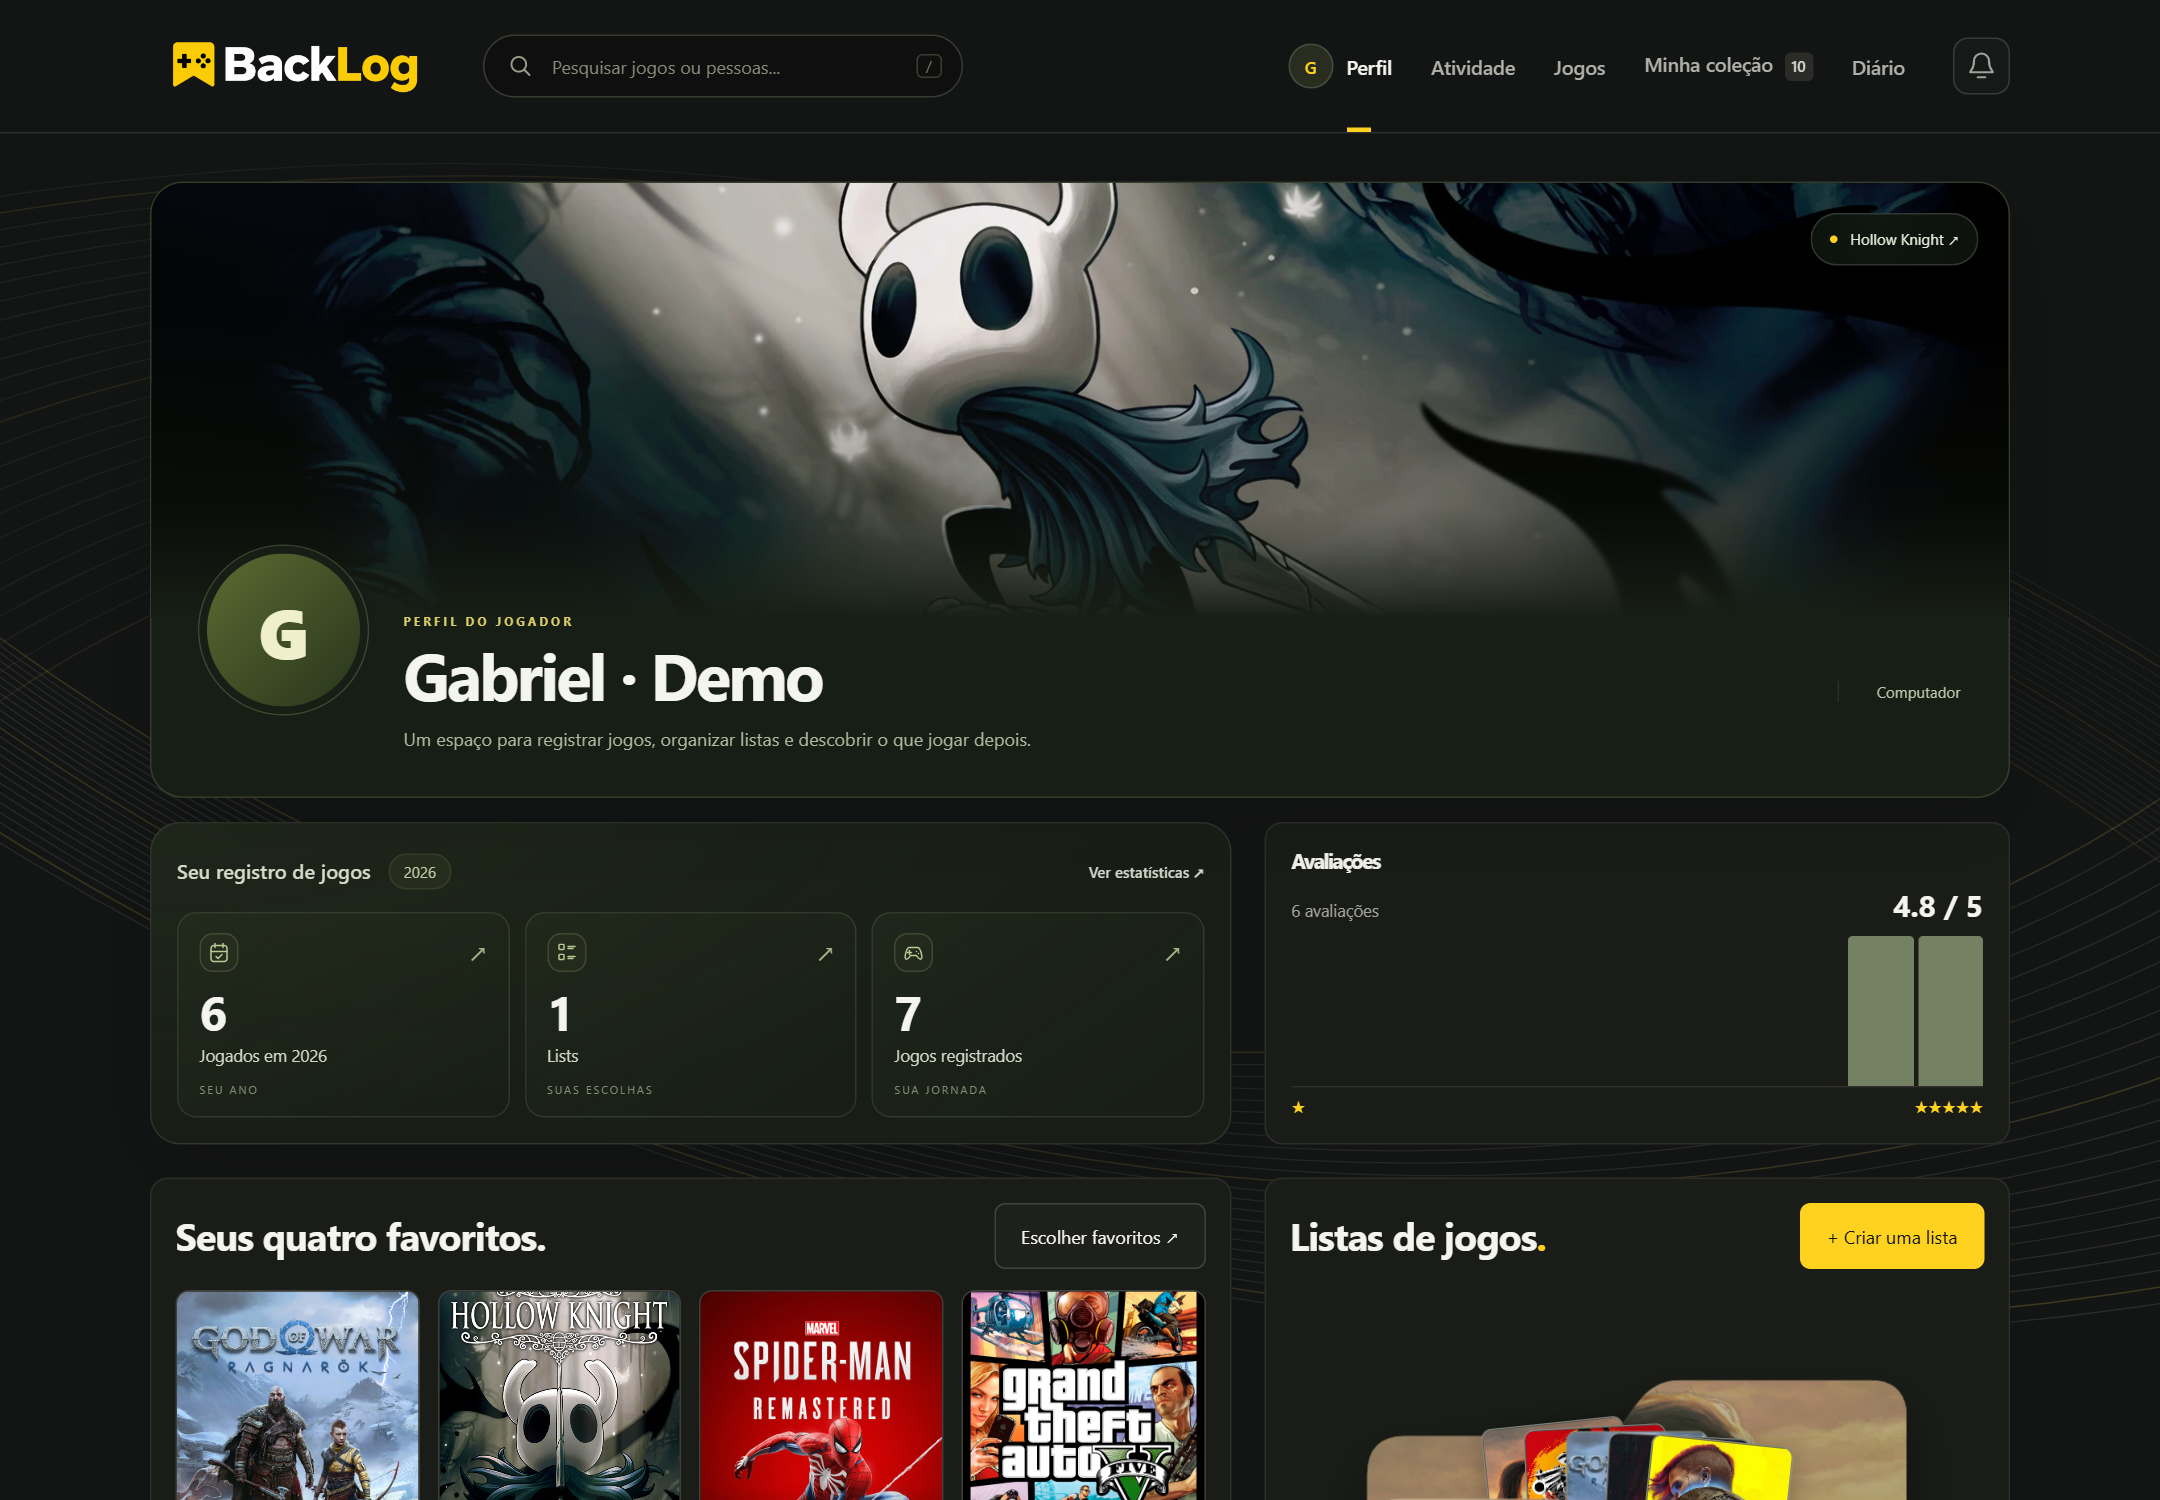 BackLog
Pesquisar jogos ou pessoas...
/
G
Perfil
Atividade
Jogos
Minha coleção
10
Diário
Hollow Knight ↗
G
PERFIL DO JOGADOR
Gabriel · Demo
Um espaço para registrar jogos, organizar listas e descobrir o que jogar depois.
Computador
Seu registro de jogos
2026
Ver estatísticas ↗
6
Jogados em 2026
SEU ANO
1
Lists
SUAS ESCOLHAS
7
Jogos registrados
SUA JORNADA
Avaliações
6 avaliações
4.8 / 5
★
★★★★★
Seus quatro favoritos.
Escolher favoritos ↗
GOD OF WAR
RAGNARÖK
HOLLOW KNIGHT
MARVEL
SPIDER-MAN
REMASTERED
grand
theft
auto
V
FIVE
Listas de jogos.
+ Criar uma lista